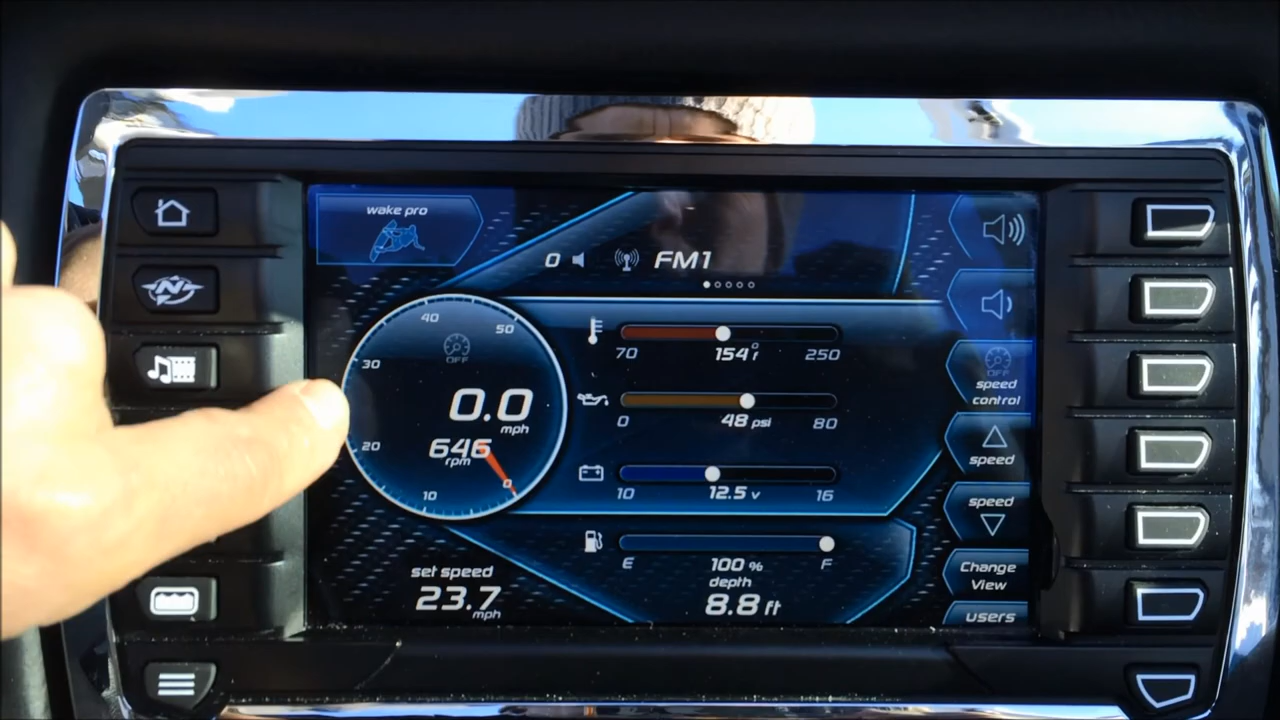 wake pro
0 FM1
40
50
OFF
30
0.0
mph
646
rpm
20
10
0
70 154°f 250
0 48 psi 80
10 12.5 v 16
E 100 % F
depth
8.8 ft
set speed
23.7
mph
OFF
speed
control
speed
speed
Change
View
users
N